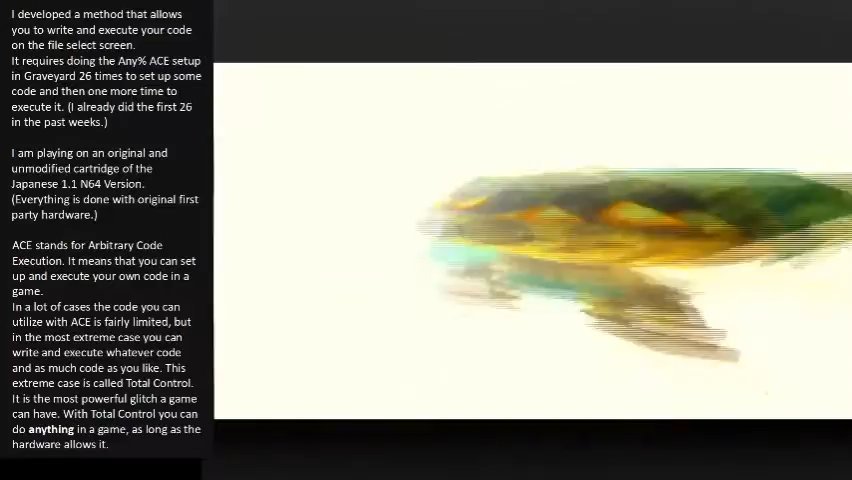 I developed a method that allows
you to write and execute your code
on the file select screen.
It requires doing the Any% ACE setup
in Graveyard 26 times to set up some
code and then one more time to
execute it. (I already did the first 26
in the past weeks.)
I am playing on an original and
unmodified cartridge of the
Japanese 1.1 N64 Version.
(Everything is done with original first
party hardware.)
ACE stands for Arbitrary Code
Execution. It means that you can set
up and execute your own code in a
game.
In a lot of cases the code you can
utilize with ACE is fairly limited, but
in the most extreme case you can
write and execute whatever code
and as much code as you like. This
extreme case is called Total Control.
It is the most powerful glitch a game
can have. With Total Control you can
do anything in a game, as long as the
hardware allows it.